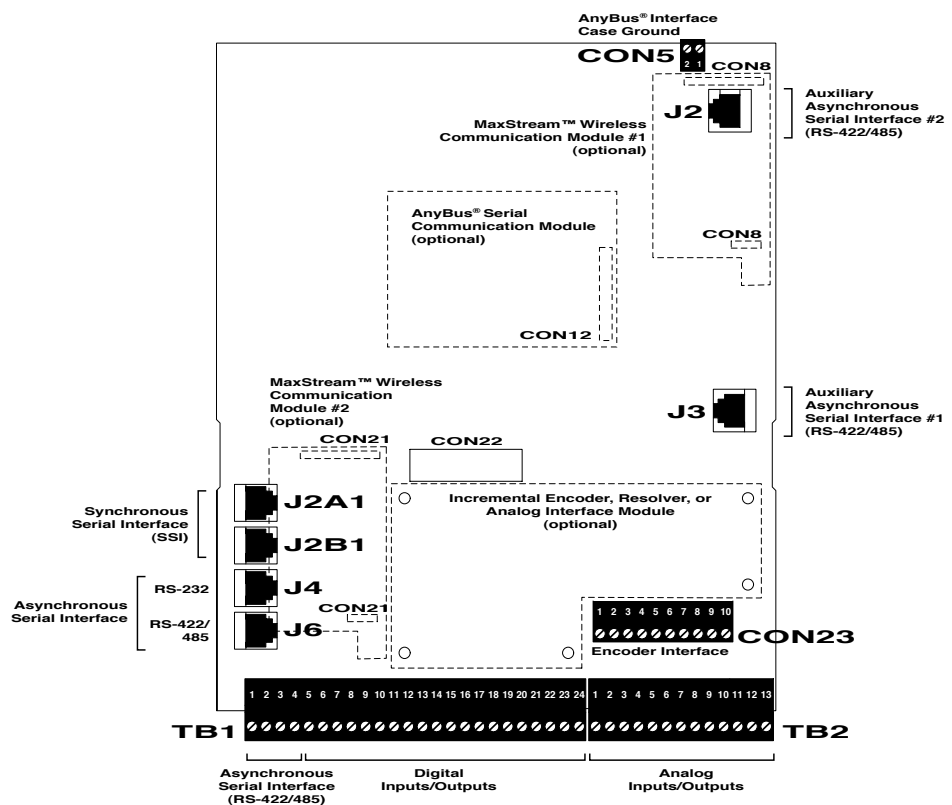 AnyBus® Interface
Case Ground
CON5
2 1
CON8
J2
Auxiliary
Asynchronous
Serial Interface #2
(RS-422/485)
MaxStream™ Wireless
Communication Module #1
(optional)
AnyBus® Serial
Communication Module
(optional)
CON8
CON12
MaxStream™ Wireless
Communication
Module #2
(optional)
J3
Auxiliary
Asynchronous
Serial Interface #1
(RS-422/485)
CON21
CON22
J2A1
Synchronous
Serial Interface
(SSI)
J2B1
Incremental Encoder, Resolver, or
Analog Interface Module
(optional)
Asynchronous
Serial Interface
RS-232
J4
RS-422/
485
J6
CON21
1 2 3 4 5 6 7 8 9 10
CON23
Encoder Interface
1 2 3 4 5 6 7 8 9 10 11 12 13 14 15 16 17 18 19 20 21 22 23 24
1 2 3 4 5 6 7 8 9 10 11 12 13
TB1
TB2
Asynchronous
Serial Interface
(RS-422/485)
Digital
Inputs/Outputs
Analog
Inputs/Outputs